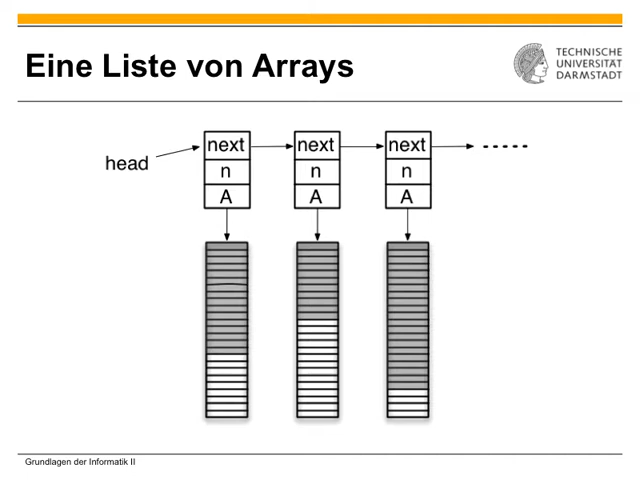 Eine Liste von Arrays
TECHNISCHE
UNIVERSITÄT
DARMSTADT
head
next next next
n n n
A A A
Grundlagen der Informatik II